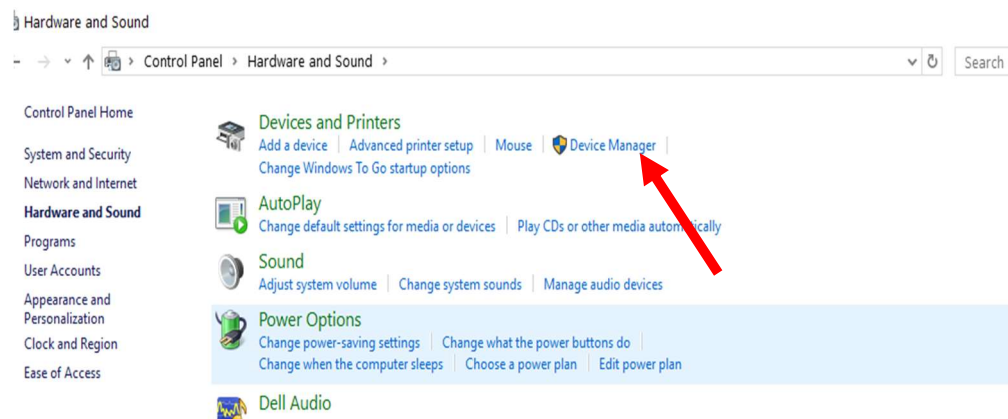 Hardware and Sound
Control Panel > Hardware and Sound >
Search
Control Panel Home
System and Security
Network and Internet
Hardware and Sound
Programs
User Accounts
Appearance and
Personalization
Clock and Region
Ease of Access
Devices and Printers
Add a device Advanced printer setup Mouse Device Manager
Change Windows To Go startup options
AutoPlay
Change default settings for media or devices Play CDs or other media automatically
Sound
Adjust system volume Change system sounds Manage audio devices
Power Options
Change power-saving settings Change what the power buttons do
Change when the computer sleeps Choose a power plan Edit power plan
Dell Audio